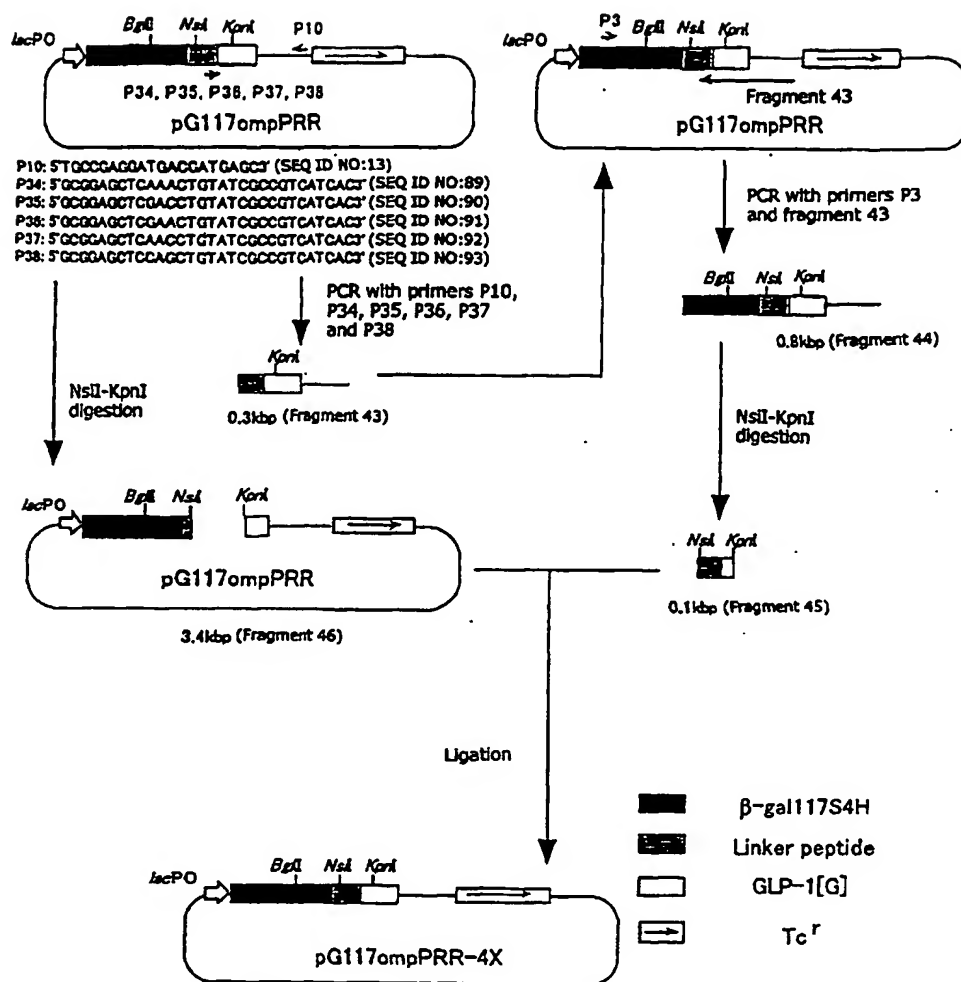 lacPO BglII NsiI KpnI P10
P34, P35, P36, P37, P38
pG117ompPRR
P10: 5'TGCCGAGGATGACGATGAGC3' (SEQ ID NO:13)
P34: 5'GCGGAGCTCAAACTGTATCGCCGTCATCAC3' (SEQ ID NO:89)
P35: 5'GCGGAGCTCGAACTGTATCGCCGTCATCAC3' (SEQ ID NO:90)
P36: 5'GCGGAGCTCAACCTGTATCGCCGTCATCAC3' (SEQ ID NO:91)
P37: 5'GCGGAGCTCAACCTGTATCGCCGTCATCAC3' (SEQ ID NO:92)
P38: 5'GCGGAGCTCCAGCTGTATCGCCGTCATCAC3' (SEQ ID NO:93)
lacPO P3 BglII NsiI KpnI
Fragment 43
pG117ompPRR
PCR with primers P10,
P34, P35, P36, P37
and P38
KpnI
0.3kbp (Fragment 43)
PCR with primers P3
and fragment 43
BglII NsiI KpnI
0.8kbp (Fragment 44)
NsiI-KpnI
digestion
NsiI-KpnI
digestion
lacPO BglII NsiI KpnI
pG117ompPRR
3.4kbp (Fragment 46)
NsiI KpnI
0.1kbp (Fragment 45)
Ligation
β-gal117S4H
Linker peptide
GLP-1[G]
Tc r
lacPO BglII NsiI KpnI
pG117ompPRR-4X